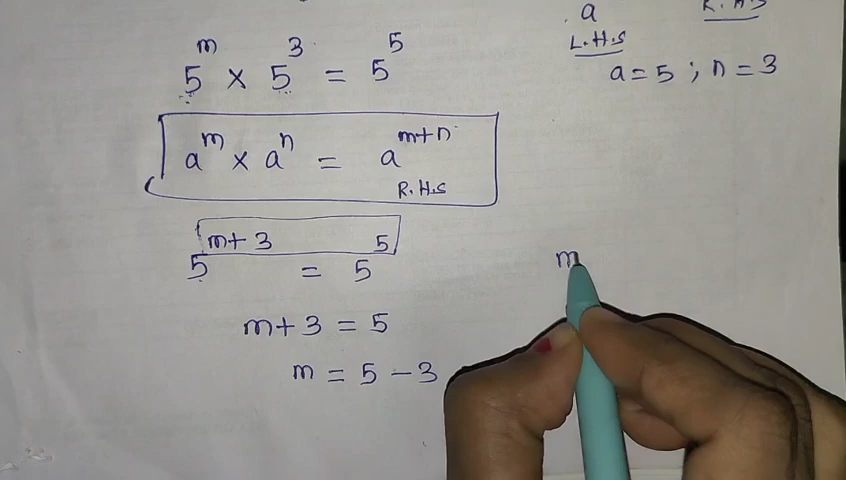 a R.H.S
L.H.S
a = 5 ; n = 3
5^m × 5^3 = 5^5
a^m × a^n = a^{m+n}
R.H.S
5^{m+3} = 5^5
m
m + 3 = 5
m = 5 - 3